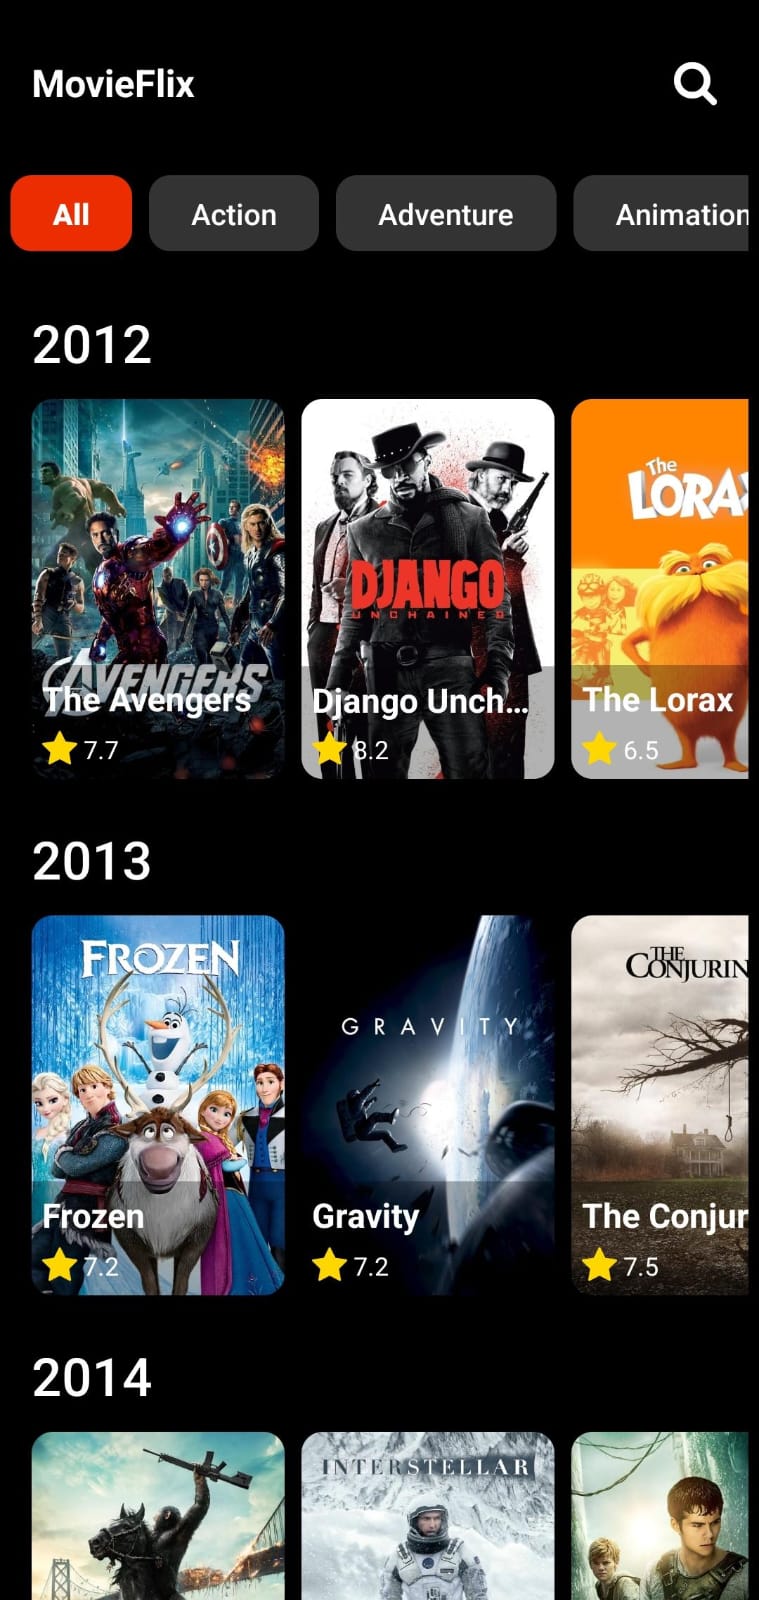 MovieFlix
All Action Adventure Animation
2012
The
LORAX
DJANGO
UNCHAINED
AVENGERS
The Avengers Django Unch... The Lorax
7.7 8.2 6.5
2013
FROZEN
THE
CONJURIN
GRAVITY
Frozen Gravity The Conjur
7.2 7.2 7.5
2014
INTERSTELLAR